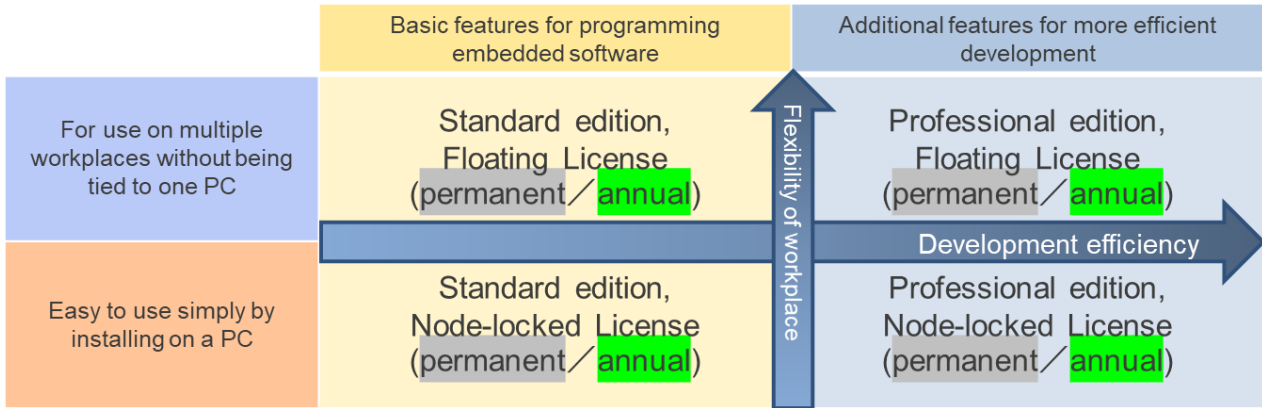 Basic features for programming
embedded software
Additional features for more efficient
development
For use on multiple
workplaces without being
tied to one PC
Standard edition,
Floating License
(permanent／annual)
Flexibility of workplace
Professional edition,
Floating License
(permanent／annual)
Development efficiency
Easy to use simply by
installing on a PC
Standard edition,
Node-locked License
(permanent／annual)
Professional edition,
Node-locked License
(permanent／annual)